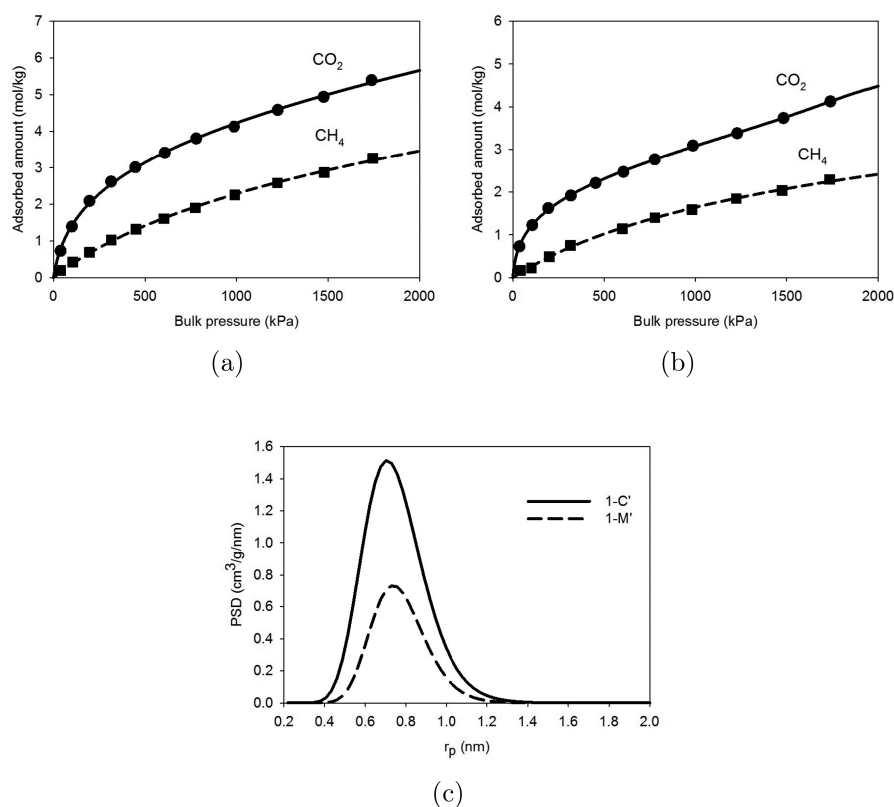 7
6
5
4
3
2
1
0
Adsorbed amount (mol/kg)
CO2
CH4
0 500 1000 1500 2000
Bulk pressure (kPa)
(a)
6
5
4
3
2
1
0
Adsorbed amount (mol/kg)
CO2
CH4
0 500 1000 1500 2000
Bulk pressure (kPa)
(b)
1.6
1.4
1.2
1.0
0.8
0.6
0.4
0.2
0.0
PSD (cm3/g/nm)
1-C'
1-M'
0.2 0.4 0.6 0.8 1.0 1.2 1.4 1.6 1.8 2.0
rp (nm)
(c)